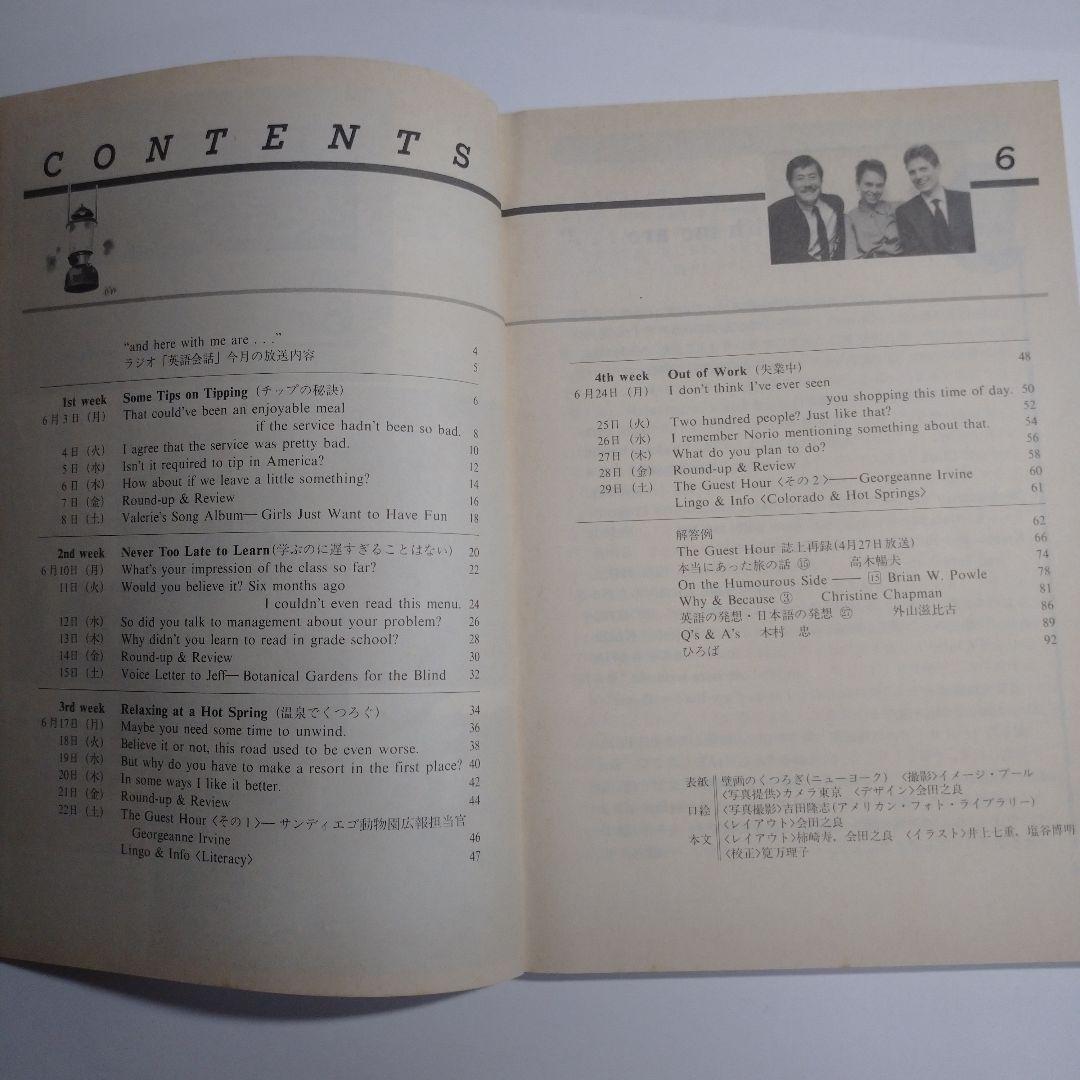 CONTENTS
"and here with me are . . ." 4
ラジオ「英語会話」今月の放送内容 5
1st week Some Tips on Tipping (チップの秘訣) 6
6月3日(月) That could've been an enjoyable meal
if the service hadn't been so bad. 8
4日(火) I agree that the service was pretty bad. 10
5日(水) Isn't it required to tip in America? 12
6日(木) How about if we leave a little something? 14
7日(金) Round-up & Review 16
8日(土) Valerie's Song Album— Girls Just Want to Have Fun 18
2nd week Never Too Late to Learn(学ぶのに遅すぎることはない) 20
6月10日(月) What's your impression of the class so far? 22
11日(火) Would you believe it? Six months ago
I couldn't even read this menu. 24
12日(水) So did you talk to management about your problem? 26
13日(木) Why didn't you learn to read in grade school? 28
14日(金) Round-up & Review 30
15日(土) Voice Letter to Jeff— Botanical Gardens for the Blind 32
3rd week Relaxing at a Hot Spring (温泉でくつろぐ) 34
6月17日(月) Maybe you need some time to unwind. 36
18日(火) Believe it or not, this road used to be even worse. 38
19日(水) But why do you have to make a resort in the first place? 40
20日(木) In some ways I like it better. 42
21日(金) Round-up & Review 44
22日(土) The Guest Hour〈その1〉— サンディエゴ動物園広報担当官
Georgeanne Irvine 46
Lingo & Info〈Literacy〉 47
6
4th week Out of Work (失業中) 48
6月24日(月) I don't think I've ever seen
you shopping this time of day. 50
25日(火) Two hundred people? Just like that? 52
26日(水) I remember Norio mentioning something about that. 54
27日(木) What do you plan to do? 56
28日(金) Round-up & Review 58
29日(土) The Guest Hour〈その2〉——Georgeanne Irvine 60
Lingo & Info〈Colorado & Hot Springs〉 61
解答例 62
The Guest Hour 誌上再録(4月27日放送) 66
本当にあった旅の話 ⑮ 高木暢夫 74
On the Humourous Side —— 15 Brian W. Powle 78
Why & Because ③ Christine Chapman 81
英語の発想・日本語の発想 ㉗ 外山滋比古 86
Q's & A's 木村 忠 89
ひろば 92
表紙 壁画のくつろぎ(ニューヨーク) 〈撮影〉イメージ・プール
〈写真提供〉カメラ東京 〈デザイン〉会田之良
口絵 〈写真撮影〉吉田隆志(アメリカン・フォト・ライブラリー)
〈レイアウト〉会田之良
本文 〈レイアウト〉柿崎寿、会田之良 〈イラスト〉井上七重、塩谷博明
〈校正〉筧万理子